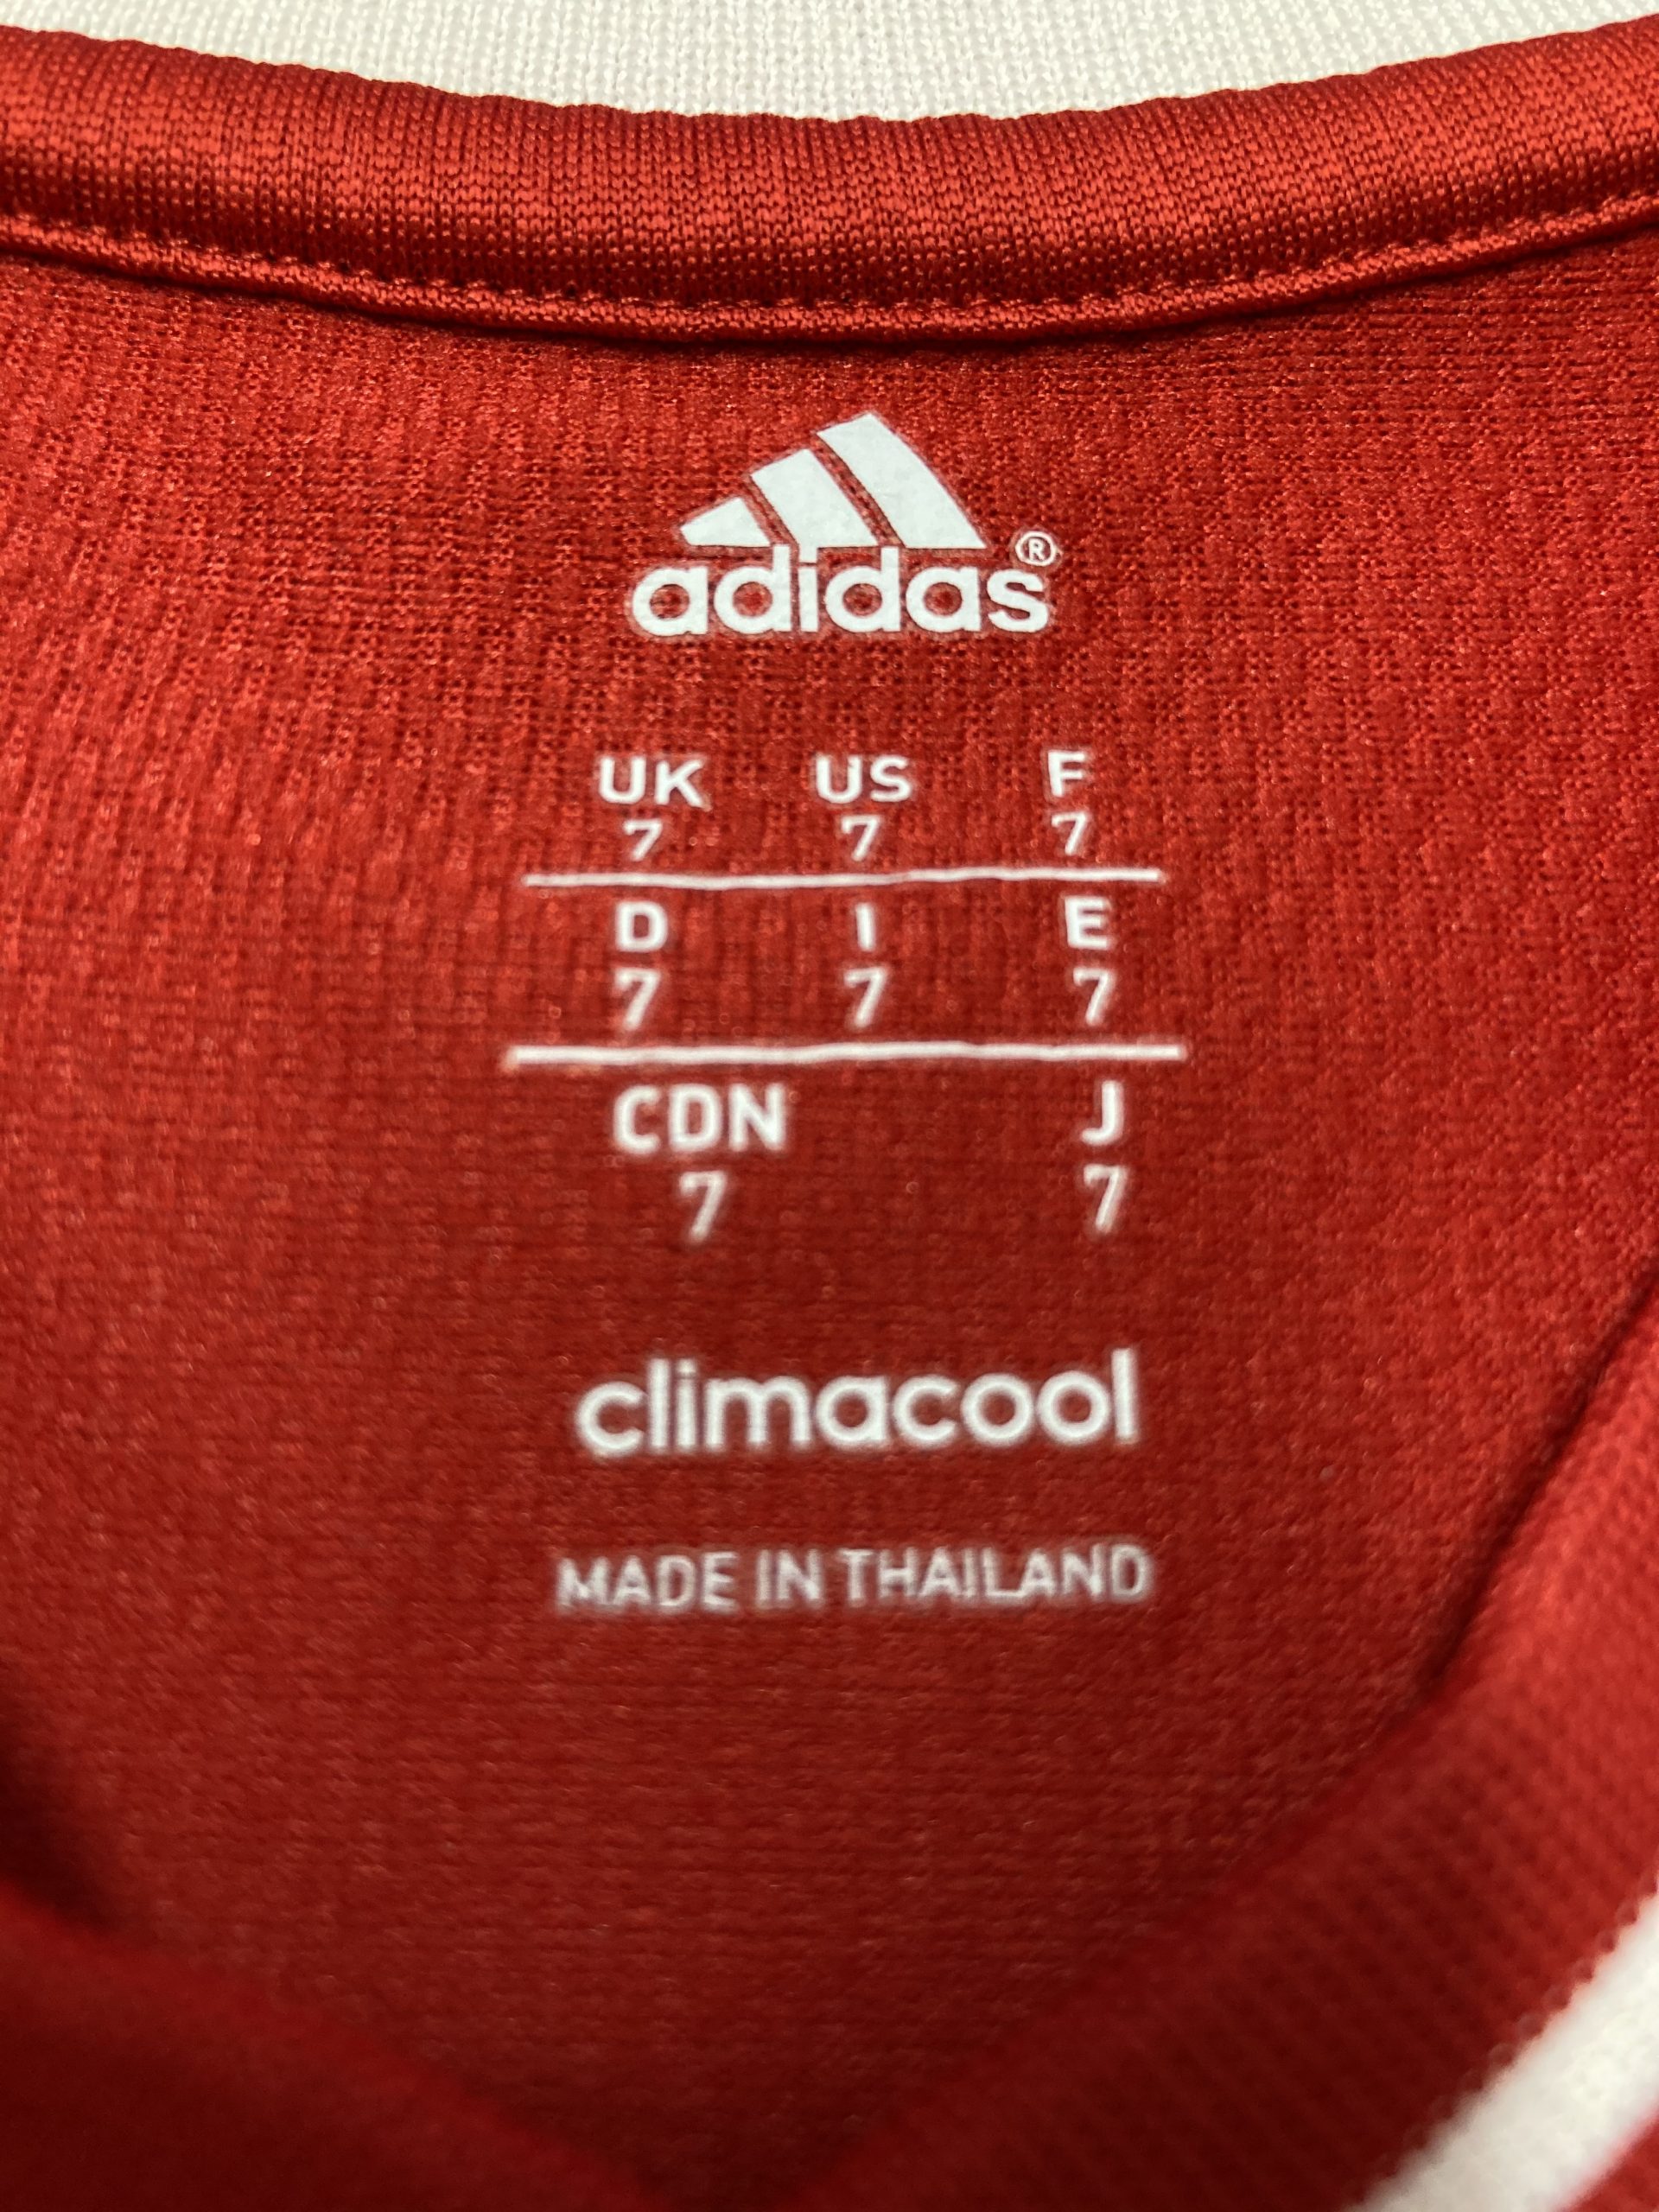 adidas®
UK US F
7 7 7
D I E
7 7 7
CDN J
7 7
climacool
MADE IN THAILAND